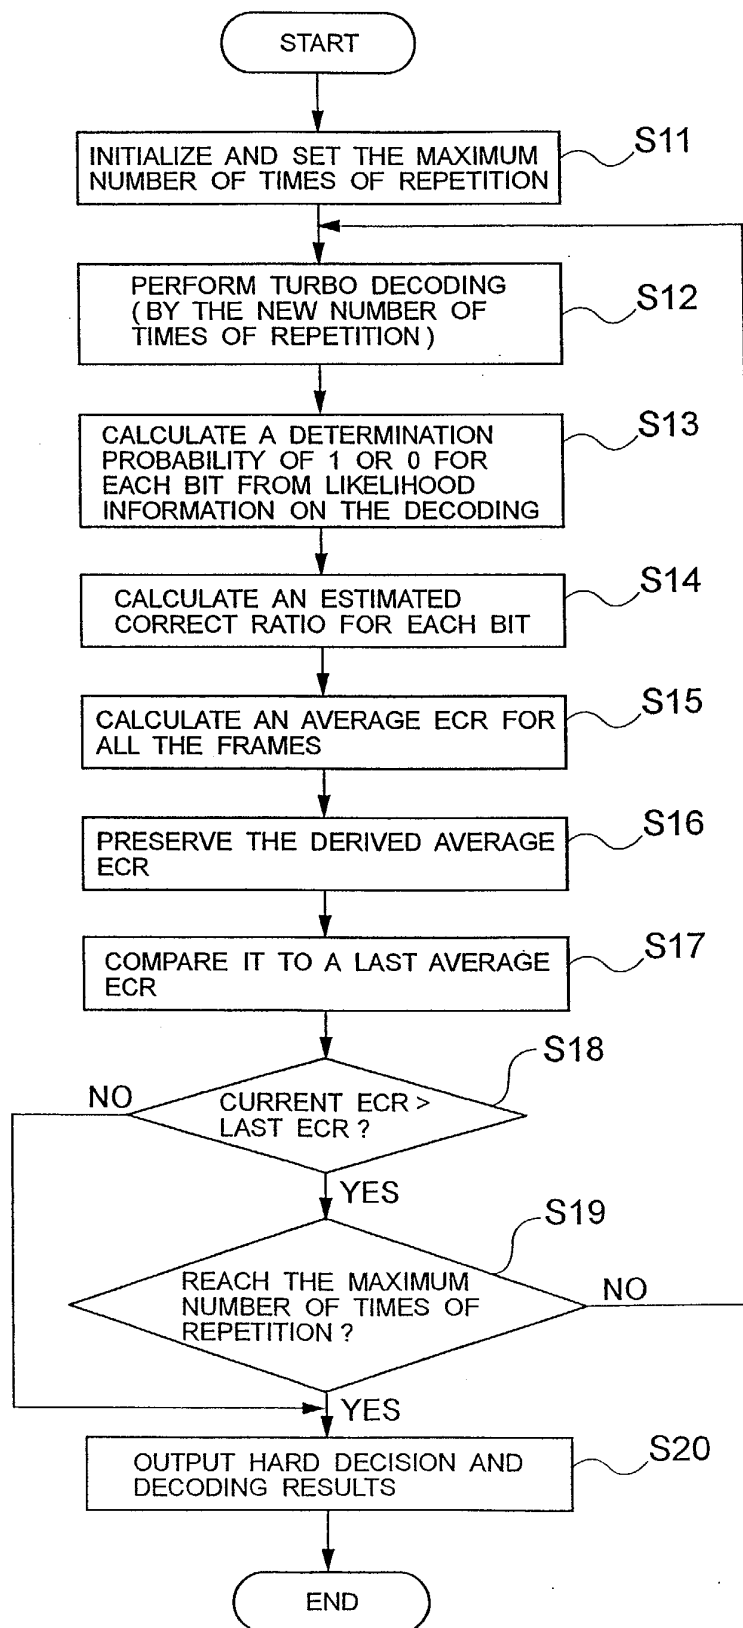 START
S11
INITIALIZE AND SET THE MAXIMUM
NUMBER OF TIMES OF REPETITION
S12
PERFORM TURBO DECODING
(BY THE NEW NUMBER OF
TIMES OF REPETITION)
S13
CALCULATE A DETERMINATION
PROBABILITY OF 1 OR 0 FOR
EACH BIT FROM LIKELIHOOD
INFORMATION ON THE DECODING
S14
CALCULATE AN ESTIMATED
CORRECT RATIO FOR EACH BIT
S15
CALCULATE AN AVERAGE ECR FOR
ALL THE FRAMES
S16
PRESERVE THE DERIVED AVERAGE
ECR
S17
COMPARE IT TO A LAST AVERAGE
ECR
S18
NO
CURRENT ECR >
LAST ECR ?
YES
S19
REACH THE MAXIMUM
NUMBER OF TIMES OF
REPETITION ?
NO
YES
S20
OUTPUT HARD DECISION AND
DECODING RESULTS
END